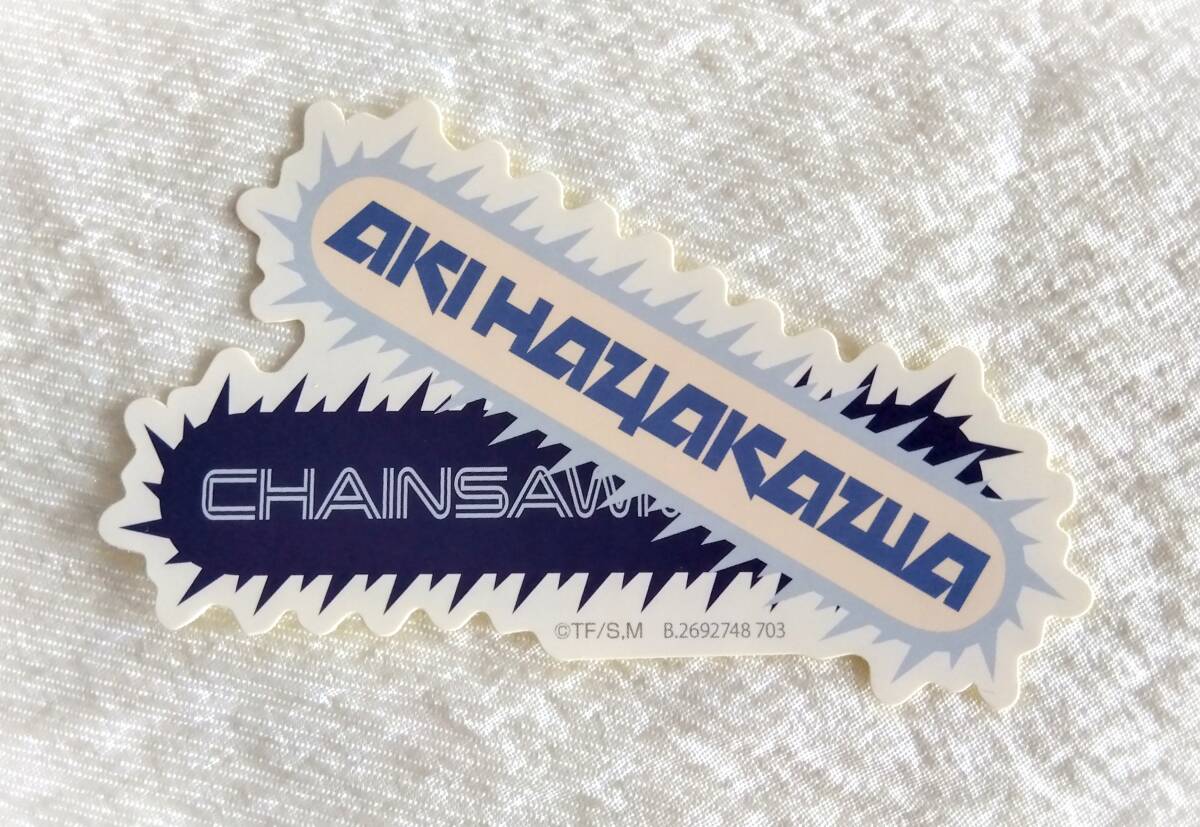 AKI HAYAKAWA
CHAINSAW
©TF/S,M B.2692748 703